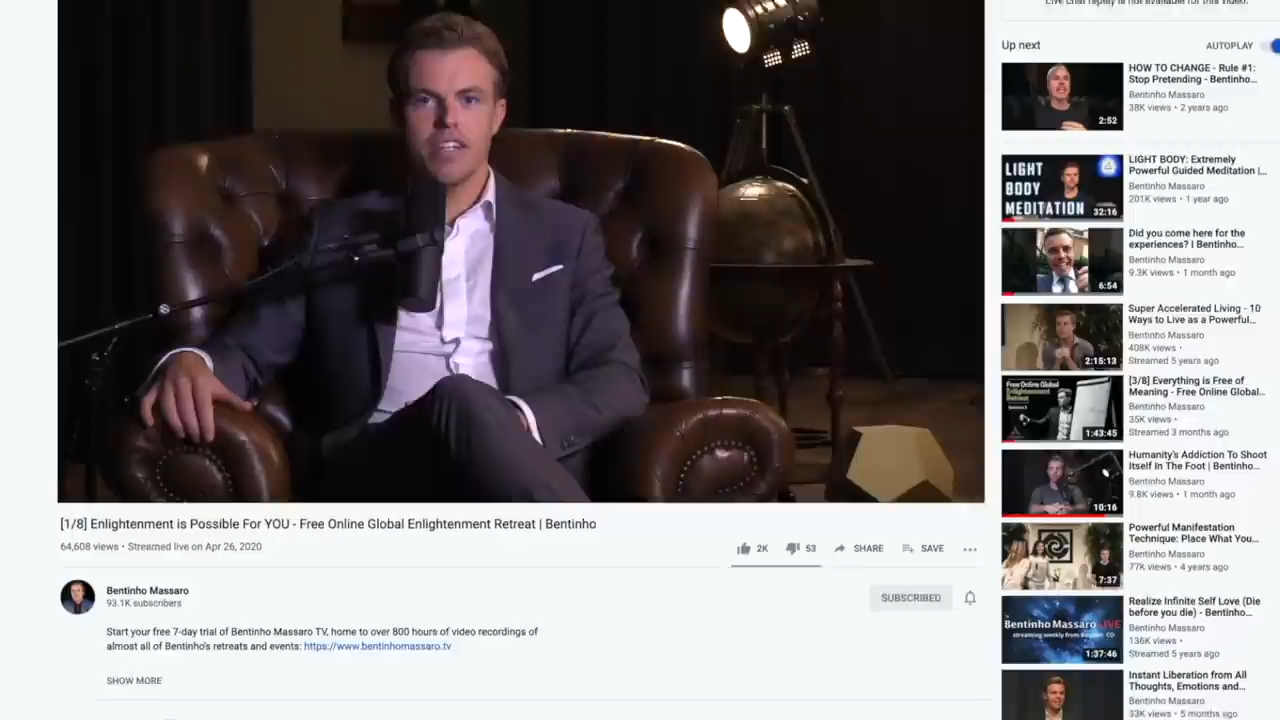 Live chat replay is not available for this video.
Up next
AUTOPLAY
HOW TO CHANGE - Rule #1:
Stop Pretending - Bentinho...
Bentinho Massaro
38K views • 2 years ago
2:52
LIGHT
BODY
MEDITATION
32:16
LIGHT BODY: Extremely
Powerful Guided Meditation |...
Bentinho Massaro
201K views • 1 year ago
Did you come here for the
experiences? I Bentinho...
Bentinho Massaro
9.3K views • 1 month ago
6:54
Super Accelerated Living - 10
Ways to Live as a Powerful...
Bentinho Massaro
408K views •
Streamed 5 years ago
2:15:13
Free Online Global
Enlightenment
Retreat
1:43:45
[3/8] Everything is Free of
Meaning - Free Online Global...
Bentinho Massaro
35K views •
Streamed 3 months ago
Humanity's Addiction To Shoot
Itself In The Foot | Bentinho...
Bentinho Massaro
9.8K views • 1 month ago
10:16
Powerful Manifestation
Technique: Place What You...
Bentinho Massaro
77K views • 4 years ago
7:37
Bentinho Massaro LIVE
streaming weekly from Boulder, CO
1:37:46
Realize Infinite Self Love (Die
before you die) - Bentinho...
Bentinho Massaro
136K views •
Streamed 5 years ago
Instant Liberation from All
Thoughts, Emotions and...
Bentinho Massaro
33K views • 5 months ago
[1/8] Enlightenment is Possible For YOU - Free Online Global Enlightenment Retreat | Bentinho
64,608 views • Streamed live on Apr 26, 2020
2K
53
SHARE
SAVE
Bentinho Massaro
93.1K subscribers
SUBSCRIBED
Start your free 7-day trial of Bentinho Massaro TV, home to over 800 hours of video recordings of
almost all of Bentinho's retreats and events: https://www.bentinhomassaro.tv
SHOW MORE